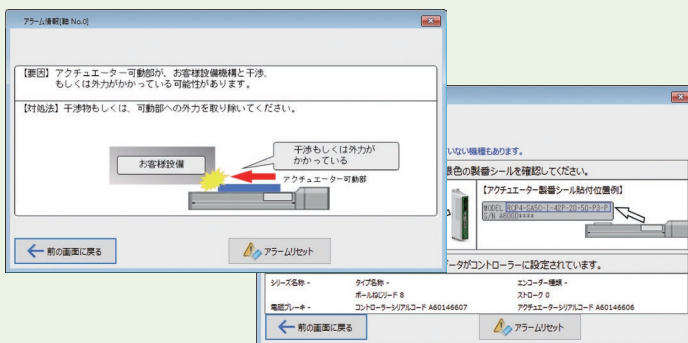 アラーム情報[軸 No.0]
【要因】アクチュエーター可動部が、お客様設備機構と干渉、
もしくは外力がかかっている可能性があります。
【対処法】干渉物もしくは、可動部への外力を取り除いてください。
お客様設備
干渉もしくは外力が
かかっている
アクチュエーター可動部
前の画面に戻る
アラームリセット
いない機種もあります。
銀色の製番シールを確認してください。
【アクチュエーター製番シール貼付位置例】
MODEL RCP4-SA5C-I-42P-20-50-P3-P
S/N A6000****
ータがコントローラーに設定されています。
シリーズ名称 -
タイプ名称 -
エンコーダー種類 -
ボールねじリード 8
ストローク 0
電磁ブレーキ -
コントローラーシリアルコード A60146607
アクチュエーターシリアルコード A60146606
前の画面に戻る
アラームリセット